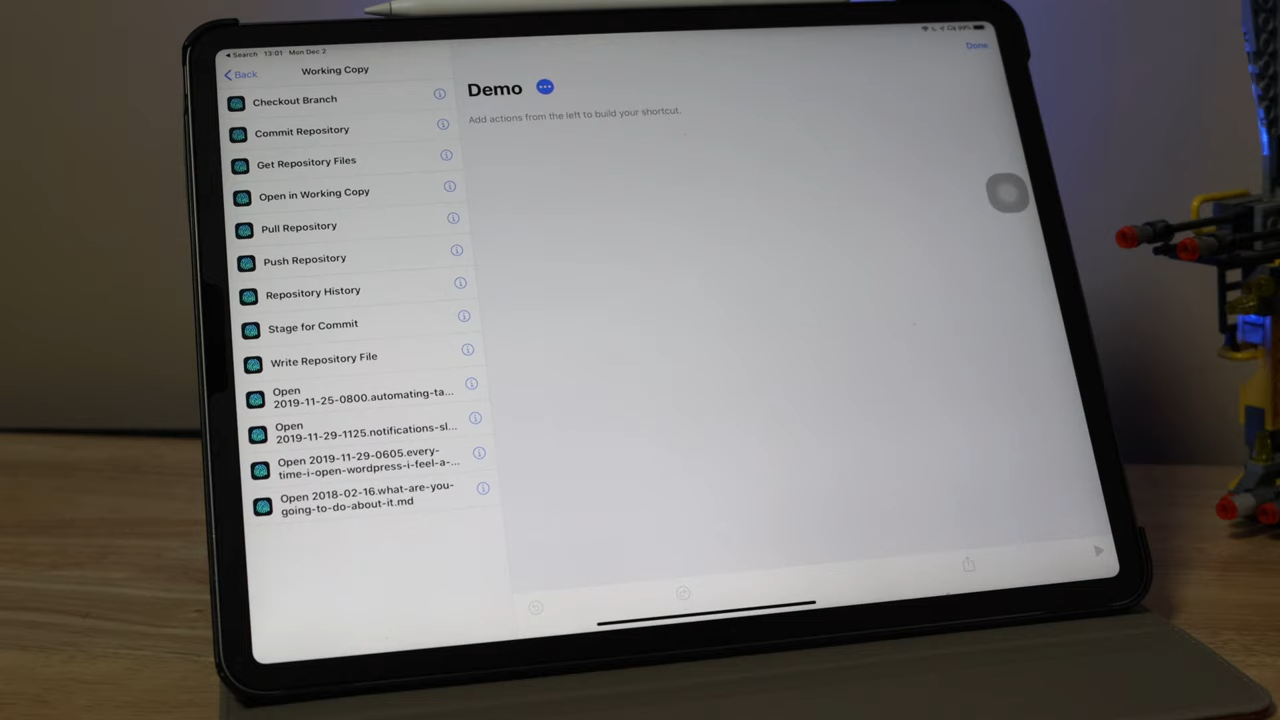 Search 13:01 Mon Dec 2
99%
Back
Working Copy
Done
Checkout Branch
Commit Repository
Get Repository Files
Open in Working Copy
Pull Repository
Push Repository
Repository History
Stage for Commit
Write Repository File
Open
2019-11-25-0800.automating-ta...
Open
2019-11-29-1125.notifications-sl...
Open 2019-11-29-0605.every-
time-i-open-wordpress-i-feel-a-...
Open 2018-02-16.what-are-you-
going-to-do-about-it.md
Demo
Add actions from the left to build your shortcut.